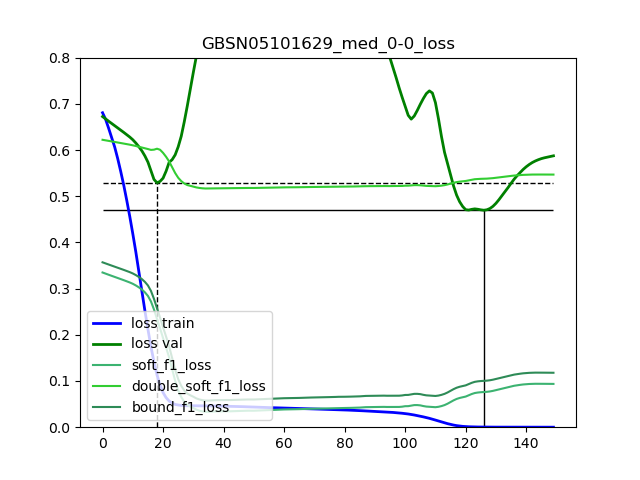 GBSN05101629_med_0-0_loss
0.8
0.7
0.6
0.5
0.4
0.3
0.2
0.1
0.0
loss train
loss val
soft_f1_loss
double_soft_f1_loss
bound_f1_loss
0 20 40 60 80 100 120 140